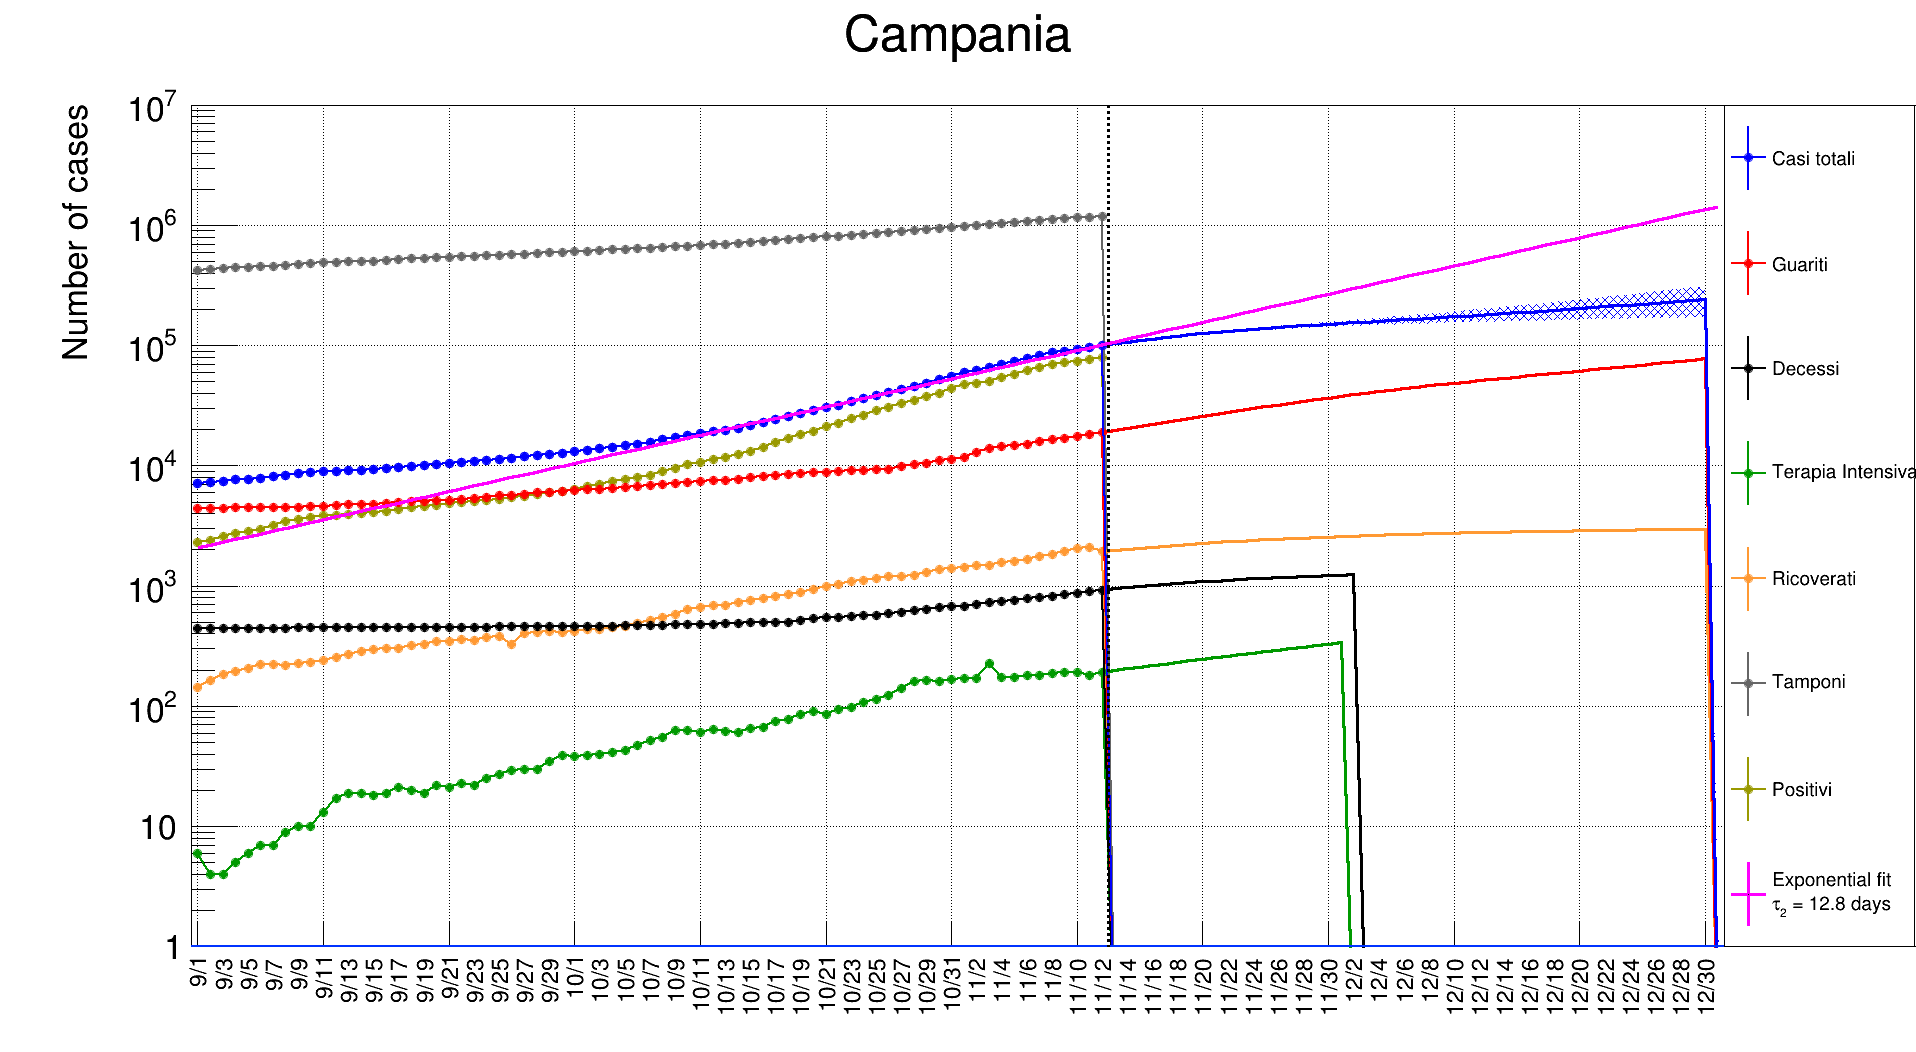 Campania
Number of cases
10^7
10^6
10^5
10^4
10^3
10^2
10
1
9/1 9/3 9/5 9/7 9/9 9/11 9/13 9/15 9/17 9/19 9/21 9/23 9/25 9/27 9/29 10/1 10/3 10/5 10/7 10/9 10/11 10/13 10/15 10/17 10/19 10/21 10/23 10/25 10/27 10/29 10/31 11/2 11/4 11/6 11/8 11/10 11/12 11/14 11/16 11/18 11/20 11/22 11/24 11/26 11/28 11/30 12/2 12/4 12/6 12/8 12/10 12/12 12/14 12/16 12/18 12/20 12/22 12/24 12/26 12/28 12/30
Casi totali
Guariti
Decessi
Terapia Intensiva
Ricoverati
Tamponi
Positivi
Exponential fit
τ_2 = 12.8 days